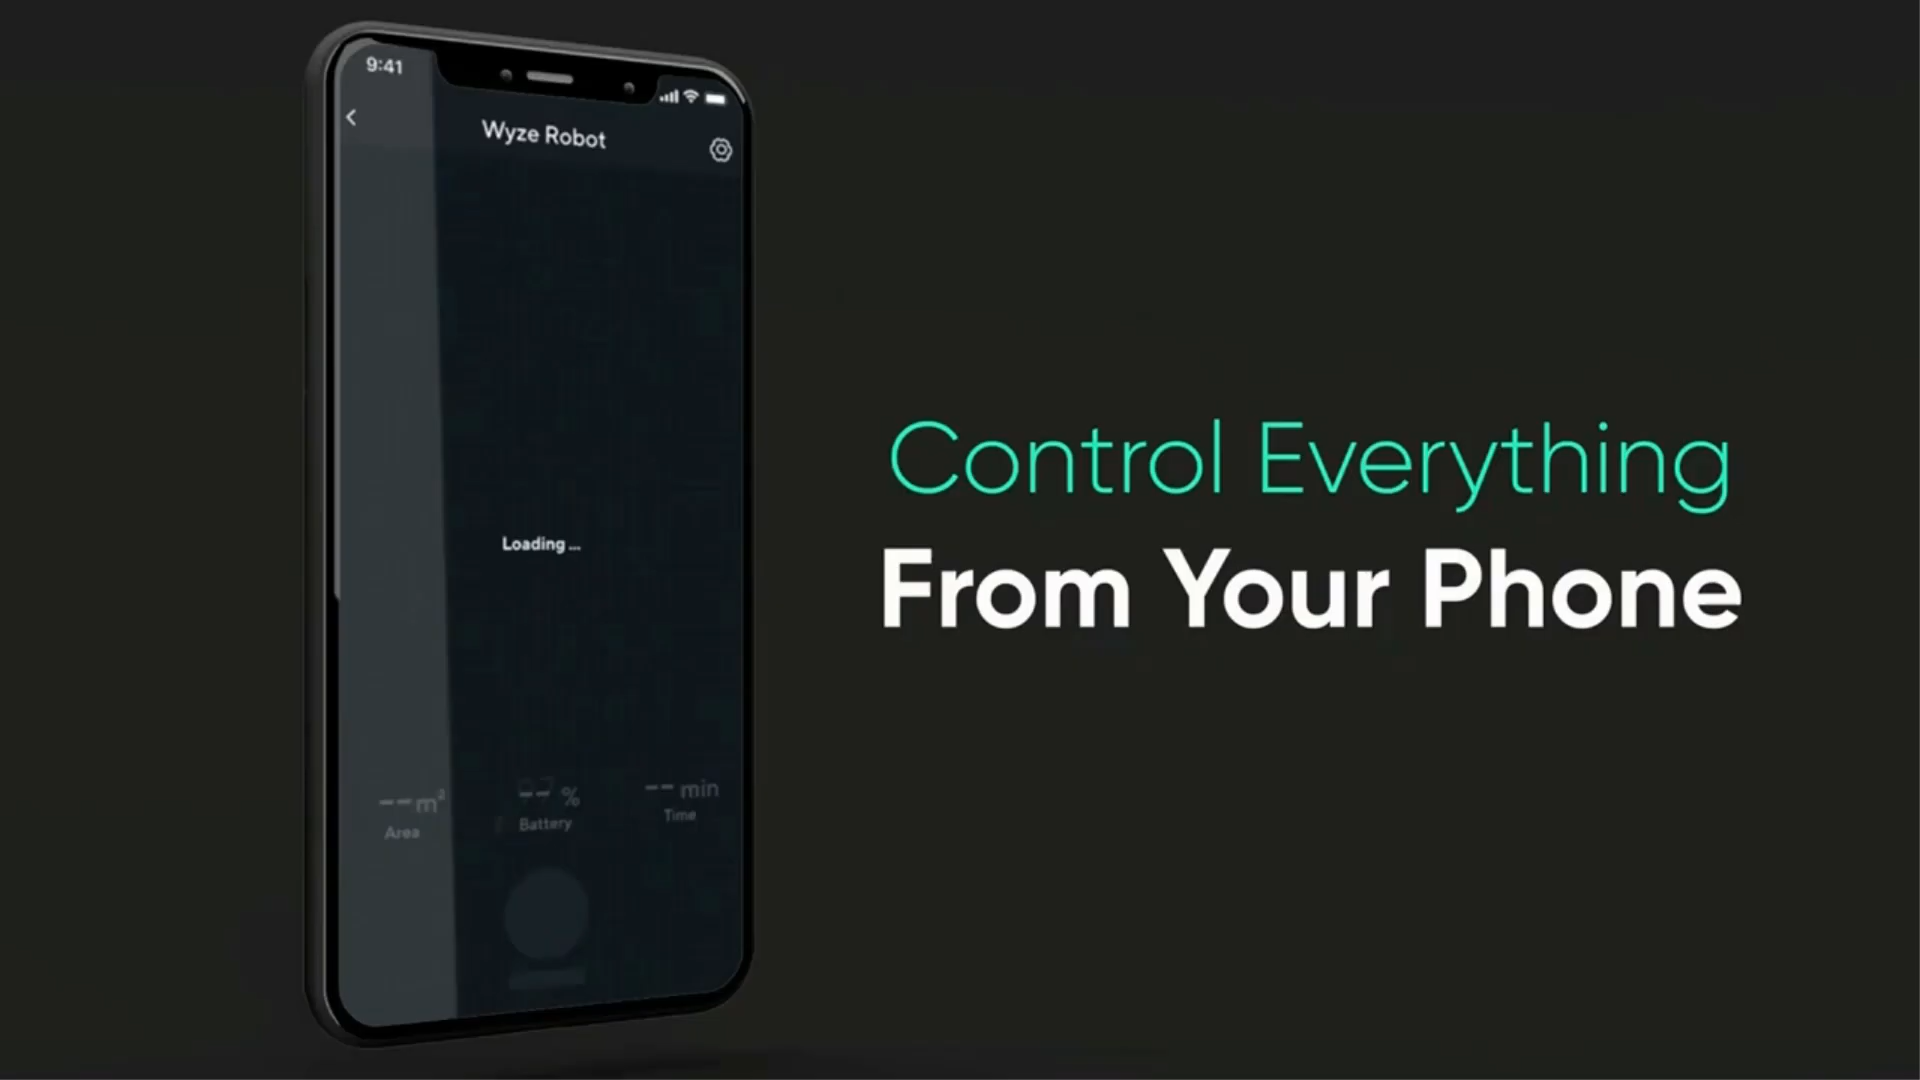 9:41
Wyze Robot
Loading ...
-- m²
Area
-- %
Battery
-- min
Time
Control Everything
From Your Phone